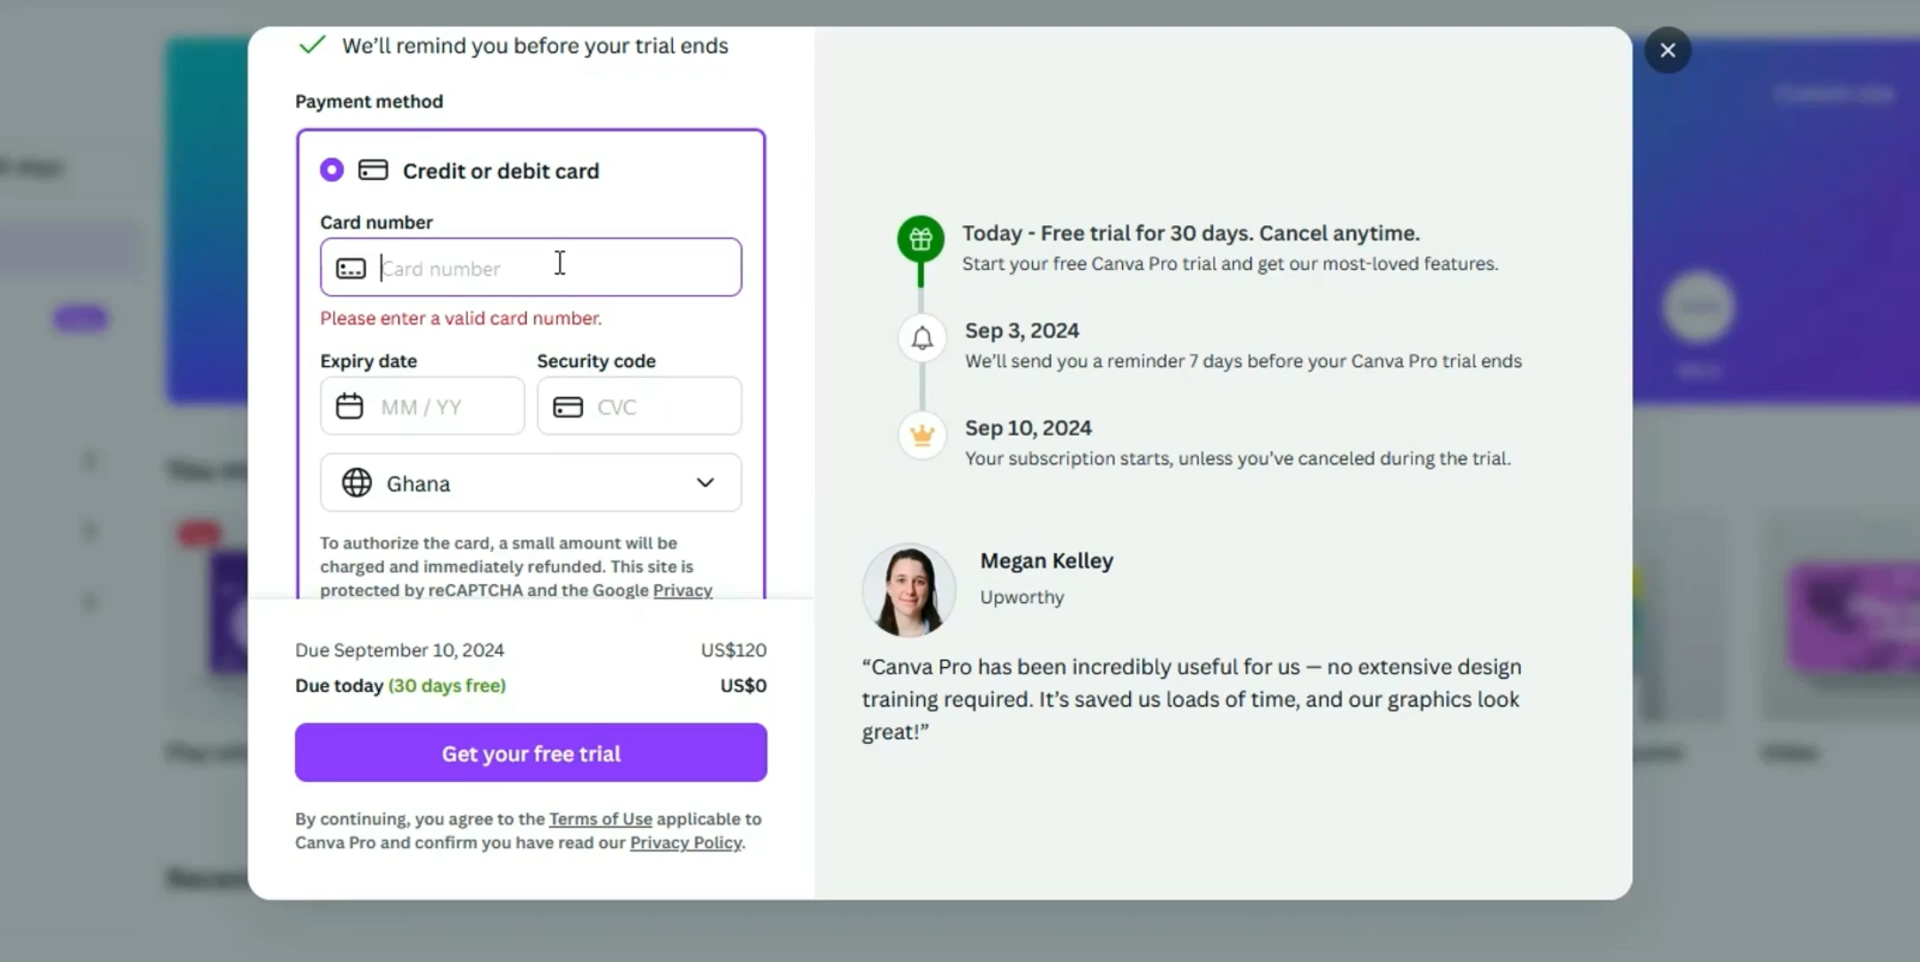 We'll remind you before your trial ends
Payment method
Credit or debit card
Card number
Card number
Please enter a valid card number.
Expiry date
Security code
MM / YY
CVC
Ghana
To authorize the card, a small amount will be
charged and immediately refunded. This site is
protected by reCAPTCHA and the Google Privacy
Due September 10, 2024
US$120
Due today (30 days free)
US$0
Get your free trial
By continuing, you agree to the Terms of Use applicable to
Canva Pro and confirm you have read our Privacy Policy.
Today - Free trial for 30 days. Cancel anytime.
Start your free Canva Pro trial and get our most-loved features.
Sep 3, 2024
We'll send you a reminder 7 days before your Canva Pro trial ends
Sep 10, 2024
Your subscription starts, unless you've canceled during the trial.
Megan Kelley
Upworthy
“Canva Pro has been incredibly useful for us — no extensive design
training required. It's saved us loads of time, and our graphics look
great!”